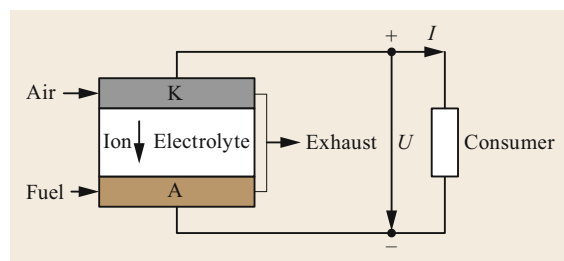 +
I
Air
K
Ion
Electrolyte
Exhaust
U
Consumer
Fuel
A
−